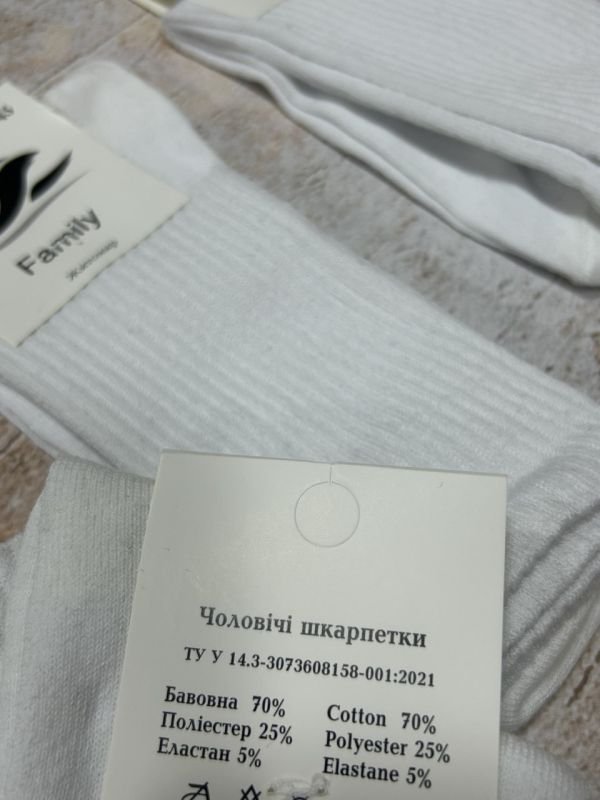 Family
Житомир
Чоловічі шкарпетки
ТУ У 14.3-3073608158-001:2021
Бавовна 70% Cotton 70%
Поліестер 25% Polyester 25%
Еластан 5% Elastane 5%